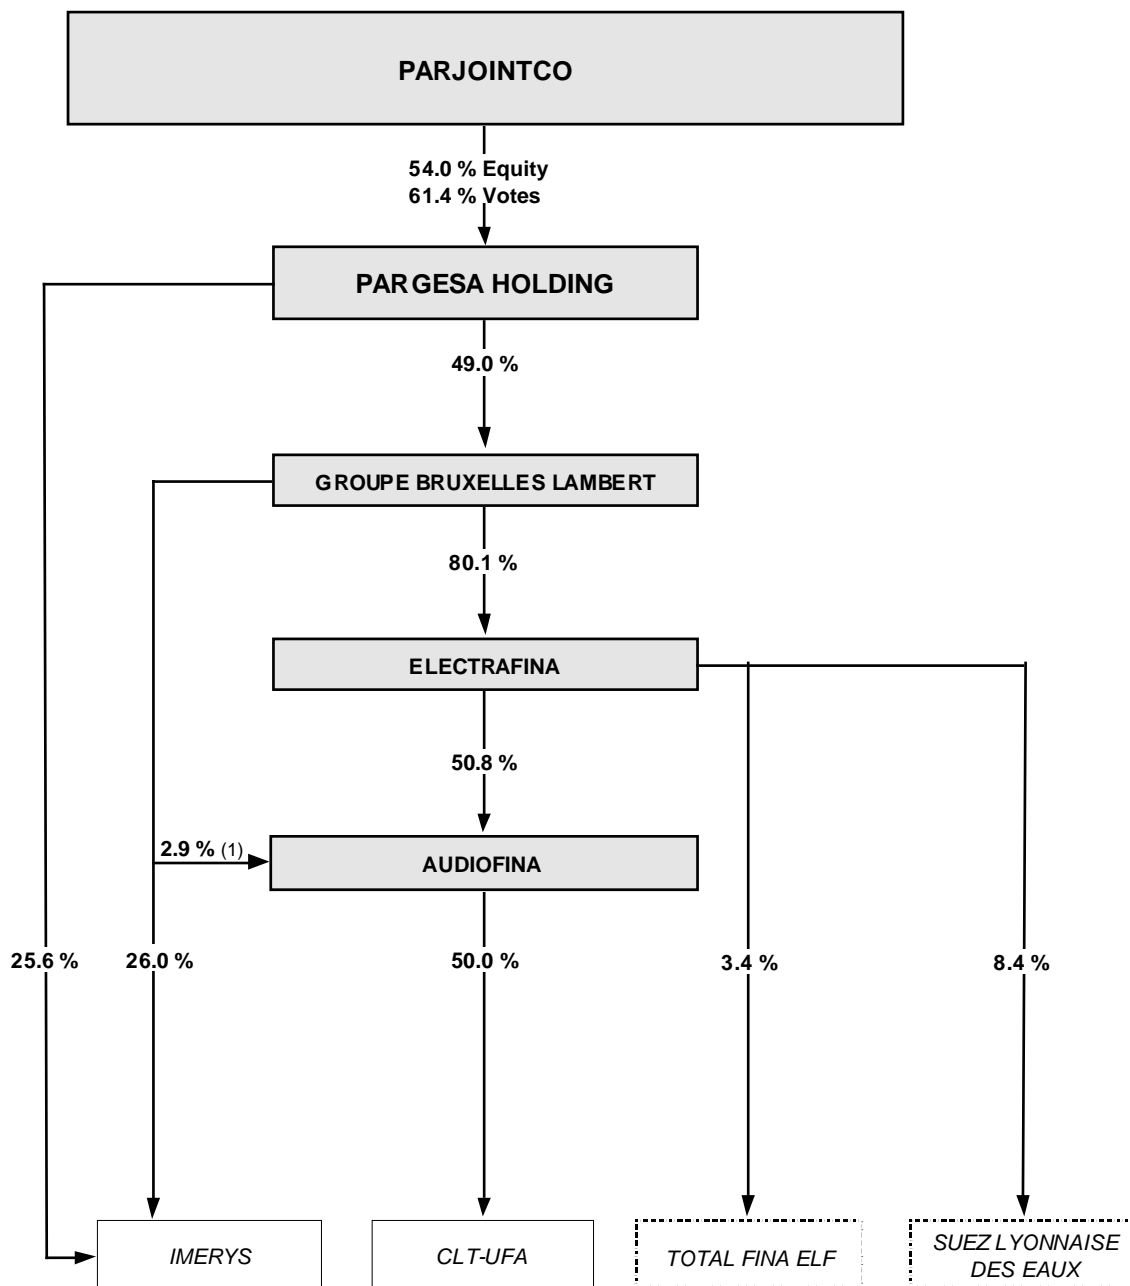 PARJOINTCO
54.0 % Equity
61.4 % Votes
PARGESA HOLDING
49.0 %
GROUPE BRUXELLES LAMBERT
80.1 %
ELECTRAFINA
50.8 %
2.9 % (1)
AUDIOFINA
25.6 %
26.0 %
50.0 %
3.4 %
8.4 %
IMERYS
CLT-UFA
TOTAL FINA ELF
SUEZ LYONNAISE
DES EAUX